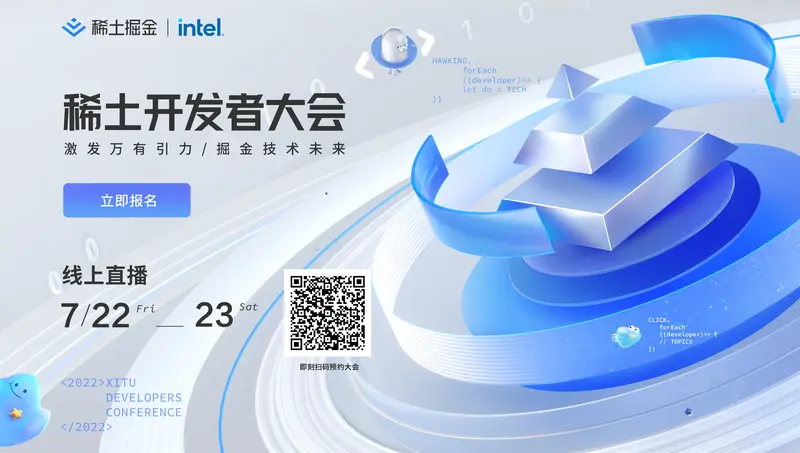 稀土掘金 | intel.
HAWKING.
forEach
((developer)=> {
let do = TECH
})
稀土开发者大会
激发万有引力/掘金技术未来
立即报名
线上直播
7/22 Fri — 23 Sat
即刻扫码预约大会
CLICK.
forEach
((developer)=> {
// TOPICS
})
<2022>XITU
DEVELOPERS
CONFERENCE
</2022>